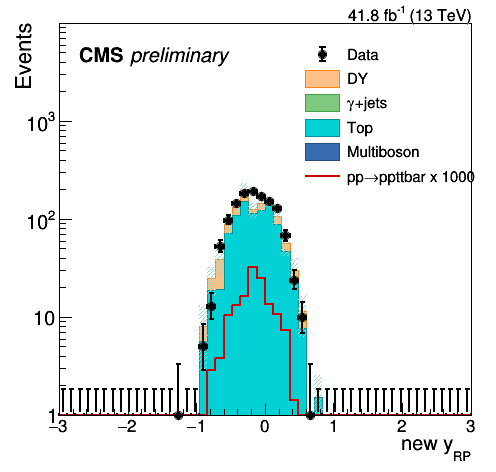 41.8 fb⁻¹ (13 TeV)
Events
CMS preliminary
Data
DY
γ+jets
Top
Multiboson
pp→ppttbar x 1000
10³
10²
10
1
−3 −2 −1 0 1 2 3
new y_RP